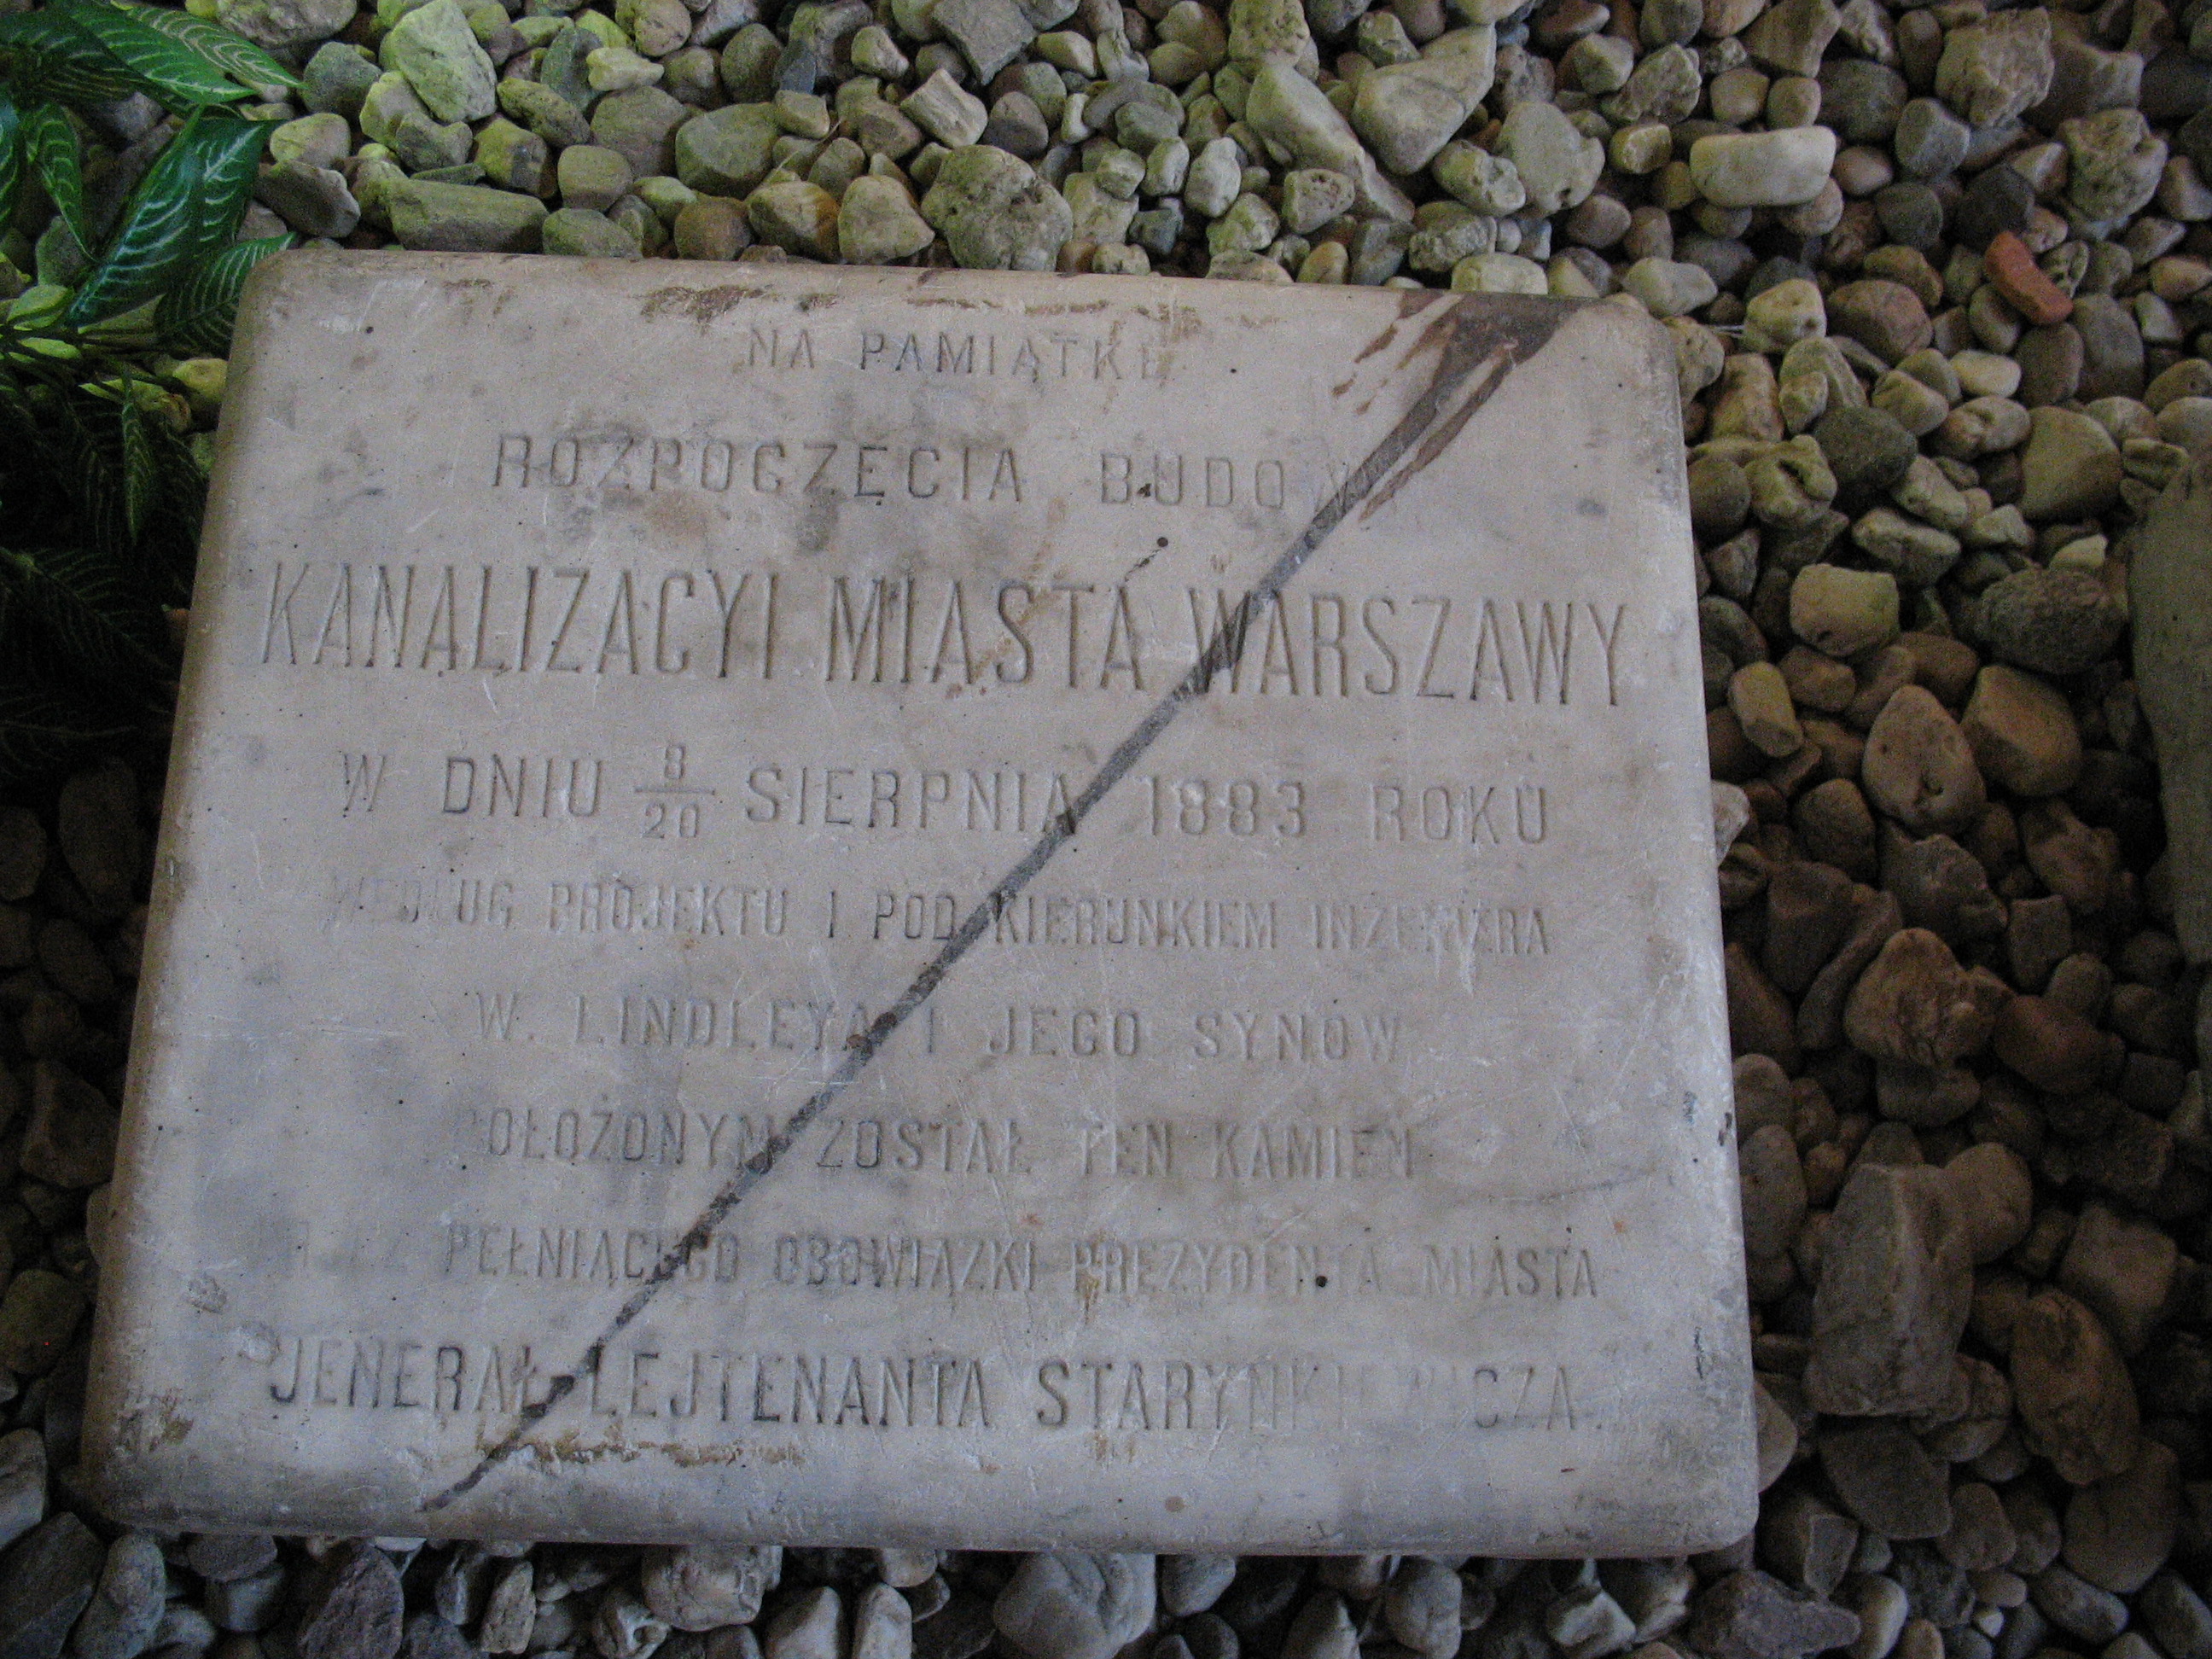 NA PAMIĄTKĘ
ROZPOCZĘCIA BUDOWY
KANALIZACYI MIASTA WARSZAWY
W DNIU 8/20 SIERPNIA 1883 ROKU
WEDŁUG PROJEKTU I POD KIERUNKIEM INŻENIERA
W. LINDLEYA I JEGO SYNÓW
POŁOŻONYM ZOSTAŁ TEN KAMIEŃ
PEŁNIĄCEGO OBOWIĄZKI PREZYDENTA MIASTA
JENERAŁ LEJTENANTA STARYNKIEWICZA.